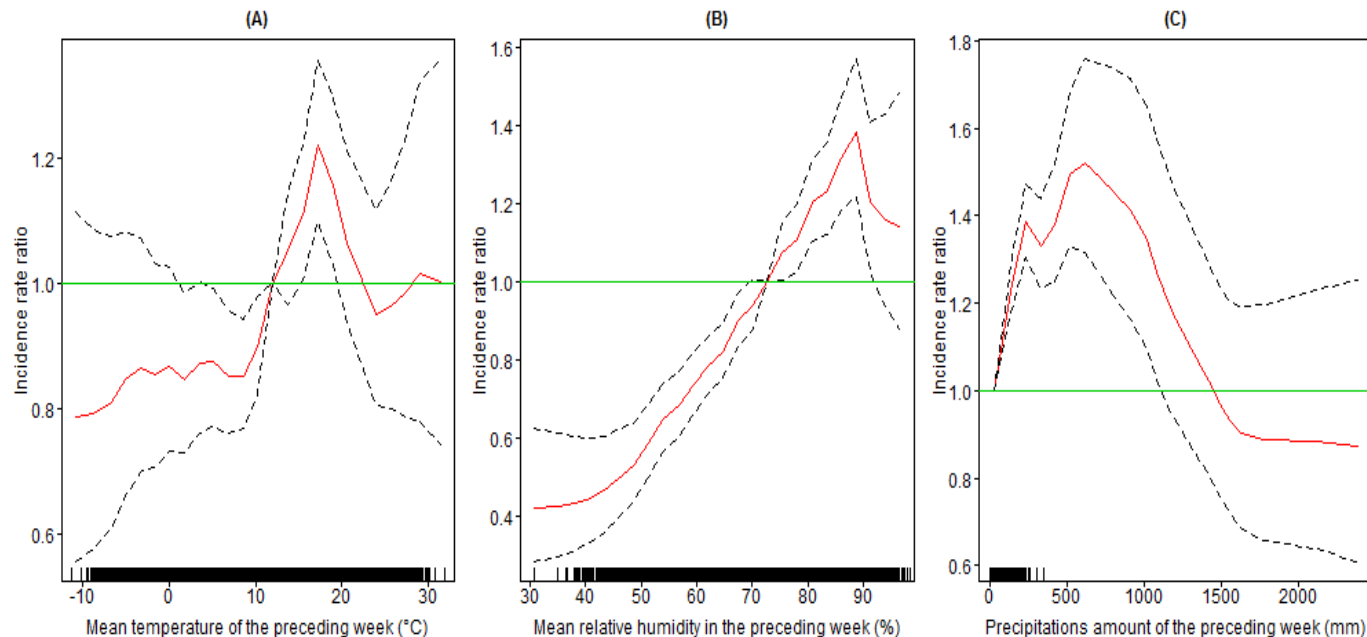 (A)
Incidence rate ratio
1.2
1.0
0.8
0.6
-10 0 10 20 30
Mean temperature of the preceding week (°C)
(B)
Incidence rate ratio
1.6
1.4
1.2
1.0
0.8
0.6
0.4
30 40 50 60 70 80 90
Mean relative humidity in the preceding week (%)
(C)
Incidence rate ratio
1.8
1.6
1.4
1.2
1.0
0.8
0.6
0 500 1000 1500 2000
Precipitations amount of the preceding week (mm)